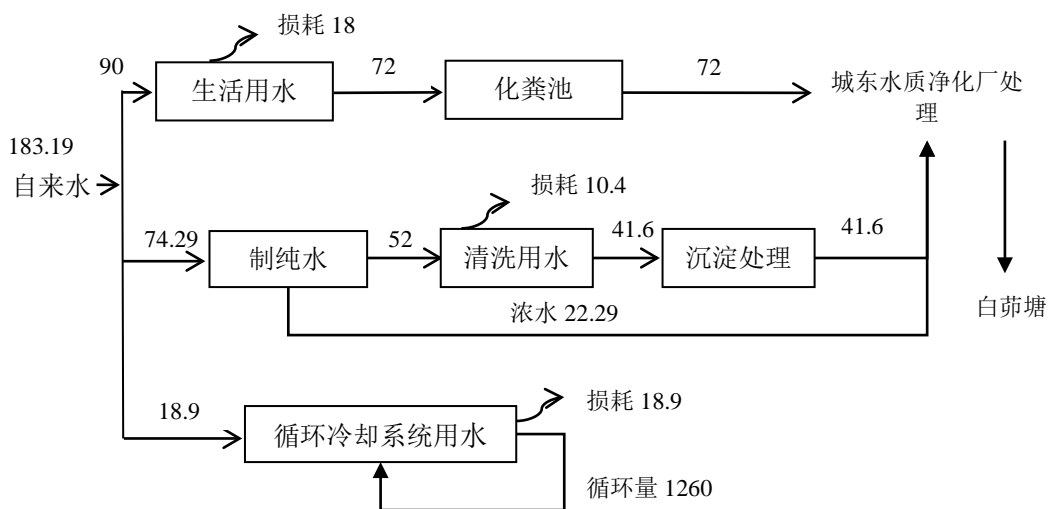 损耗 18
90
生活用水
72
化粪池
72
城东水质净化厂处
理
183.19
自来水
损耗 10.4
74.29
制纯水
52
清洗用水
41.6
沉淀处理
41.6
浓水 22.29
白茆塘
18.9
循环冷却系统用水
损耗 18.9
循环量 1260